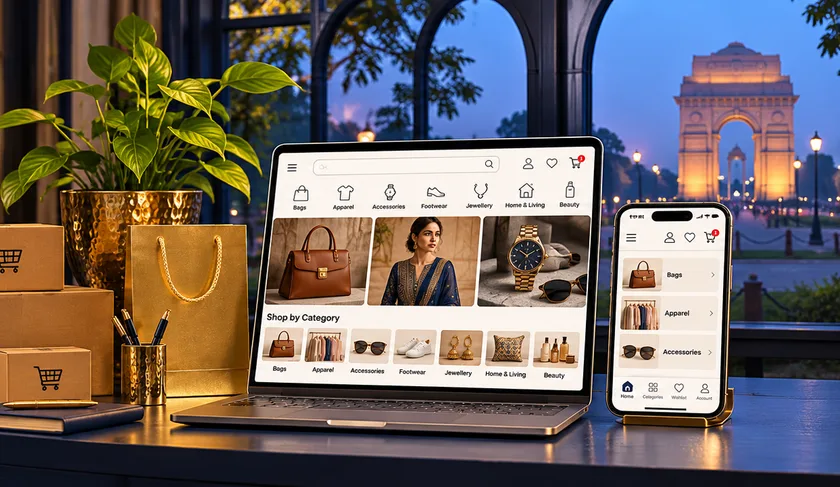 Bags Apparel Accessories Footwear Jewellery Home & Living Beauty
Shop by Category
Bags Apparel Accessories Footwear Jewellery Home & Living Beauty
Bags
Apparel
Accessories
Home Categories Wishlist Account